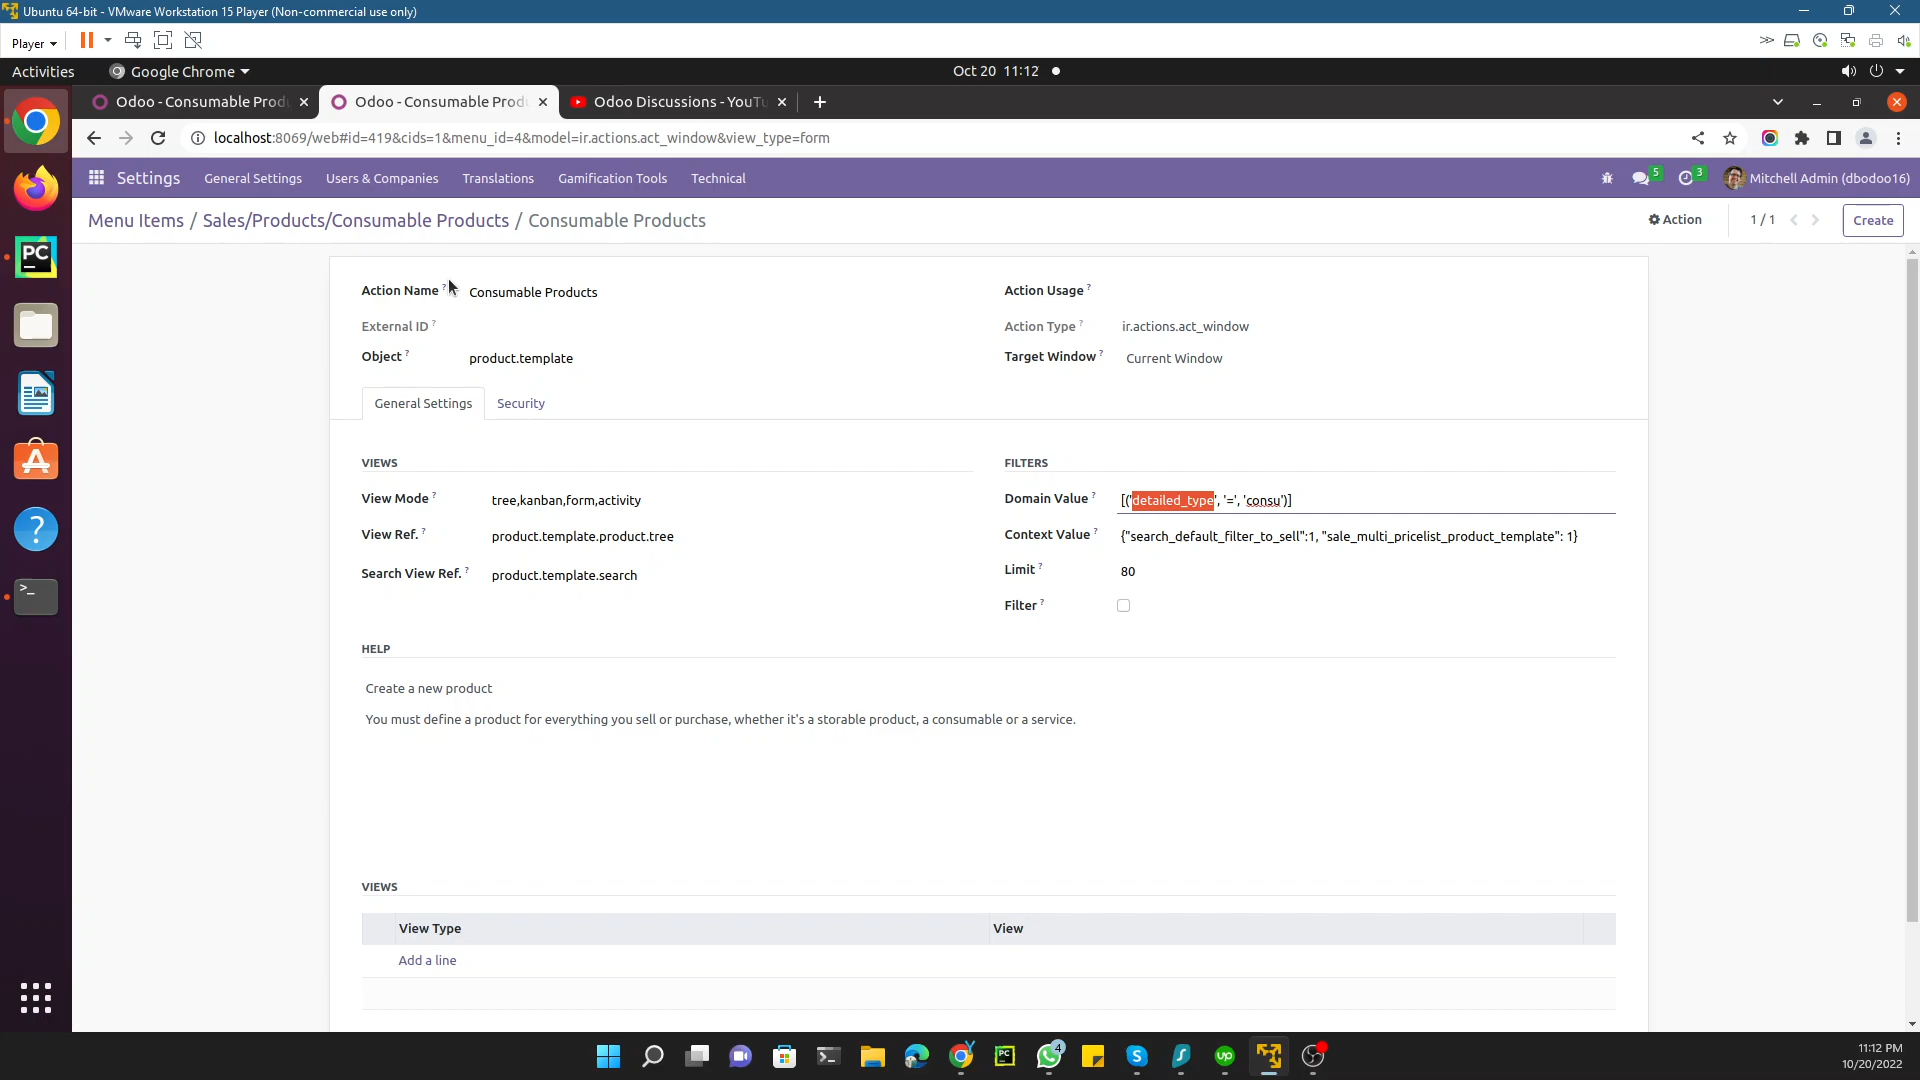 Ubuntu 64-bit - VMware Workstation 15 Player (Non-commercial use only)
Player
Activities
Google Chrome
Oct 20 11:12
Odoo - Consumable Prod
Odoo - Consumable Prod
Odoo Discussions - YouTu
localhost:8069/web#id=419&cids=1&menu_id=4&model=ir.actions.act_window&view_type=form
Settings
General Settings
Users & Companies
Translations
Gamification Tools
Technical
5
3
Mitchell Admin (dbodoo16)
Menu Items / Sales/Products/Consumable Products / Consumable Products
Action
1 / 1
Create
Action Name ?
Consumable Products
Action Usage ?
External ID ?
Action Type ?
ir.actions.act_window
Object ?
product.template
Target Window ?
Current Window
General Settings
Security
VIEWS
FILTERS
View Mode ?
tree,kanban,form,activity
Domain Value ?
[('detailed_type', '=', 'consu')]
View Ref. ?
product.template.product.tree
Context Value ?
{"search_default_filter_to_sell":1, "sale_multi_pricelist_product_template": 1}
Search View Ref. ?
product.template.search
Limit ?
80
Filter ?
HELP
Create a new product
You must define a product for everything you sell or purchase, whether it's a storable product, a consumable or a service.
VIEWS
View Type
View
Add a line
PC
PC
4
up
11:12 PM
10/20/2022